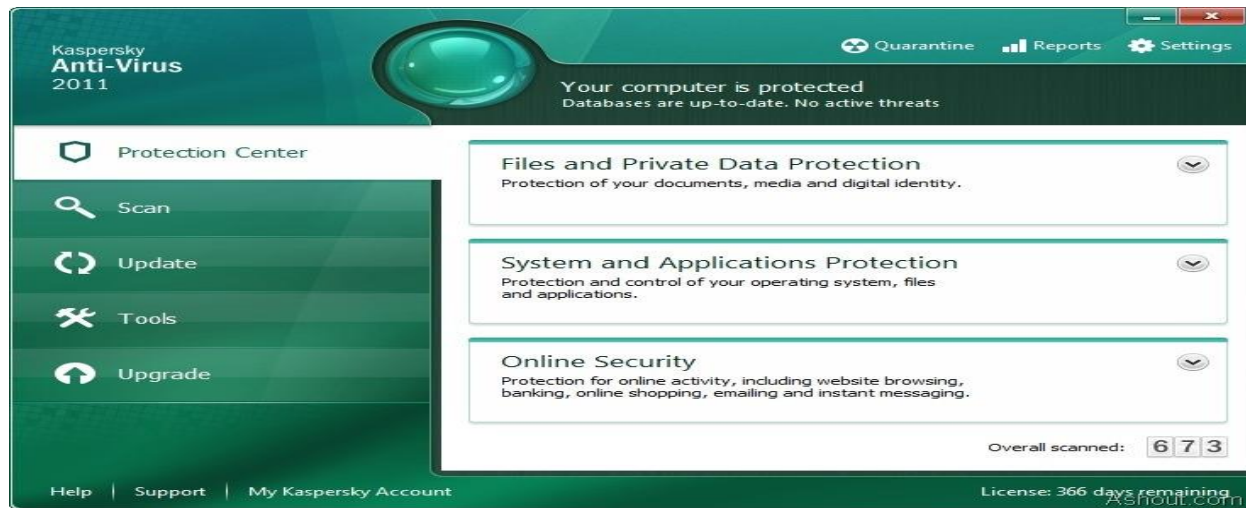 Kaspersky
Anti-Virus
2011
Quarantine
Reports
Settings
Your computer is protected
Databases are up-to-date. No active threats
Protection Center
Scan
Update
Tools
Upgrade
Files and Private Data Protection
Protection of your documents, media and digital identity.
System and Applications Protection
Protection and control of your operating system, files
and applications.
Online Security
Protection for online activity, including website browsing,
banking, online shopping, emailing and instant messaging.
Overall scanned: 673
Help | Support | My Kaspersky Account
License: 366 days remaining
Ashout.com